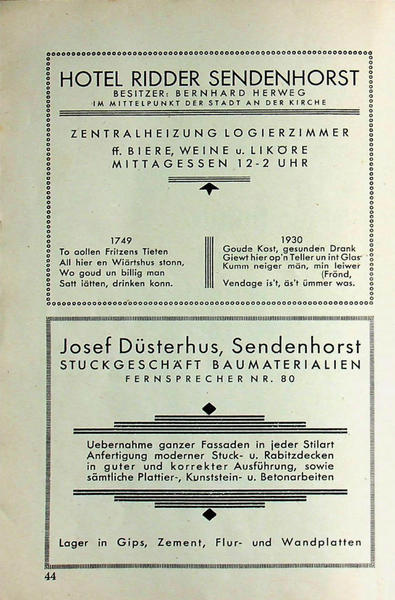 HOTEL RIDDER SENDENHORST
BESITZER: BERNHARD HERWEG
IM MITTELPUNKT DER STADT AN DER KIRCHE
ZENTRALHEIZUNG LOGIERZIMMER
ff. BIERE, WEINE u. LIKÖRE
MITTAGESSEN 12-2 UHR
1749
To aollen Fritzens Tieten
All hier en Wiärtshus stonn,
Wo goud un billig man
Satt iätten, drinken konn.
1930
Goude Kost, gesunden Drank
Giewt hier op'n Teller un int Glas
Kumm neiger män, min leiwer
(Frönd,
Vendage is't, äs't ümmer was.
Josef Düsterhus, Sendenhorst
STUCKGESCHÄFT BAUMATERIALIEN
FERNSPRECHER NR. 80
Uebernahme ganzer Fassaden in jeder Stilart
Anfertigung moderner Stuck- u. Rabitzdecken
in guter und korrekter Ausführung, sowie
sämtliche Plattier-, Kunststein- u. Betonarbeiten
Lager in Gips, Zement, Flur- und Wandplatten
44